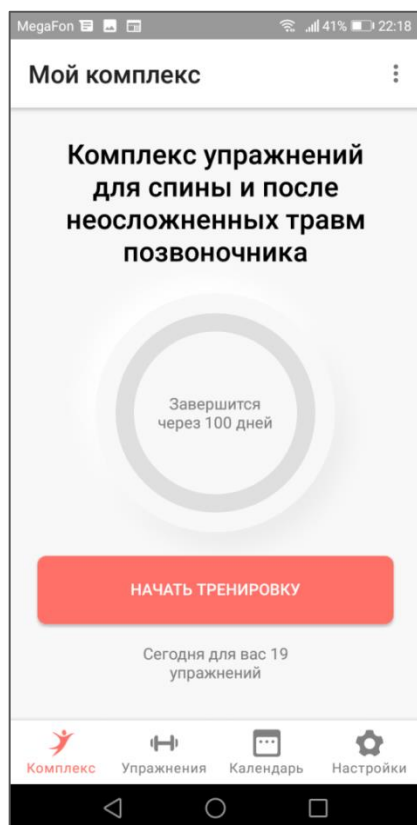 MegaFon 41% 22:18
Мой комплекс
Комплекс упражнений
для спины и после
неосложненных травм
позвоночника
Завершится
через 100 дней
НАЧАТЬ ТРЕНИРОВКУ
Сегодня для вас 19
упражнений
Комплекс Упражнения Календарь Настройки